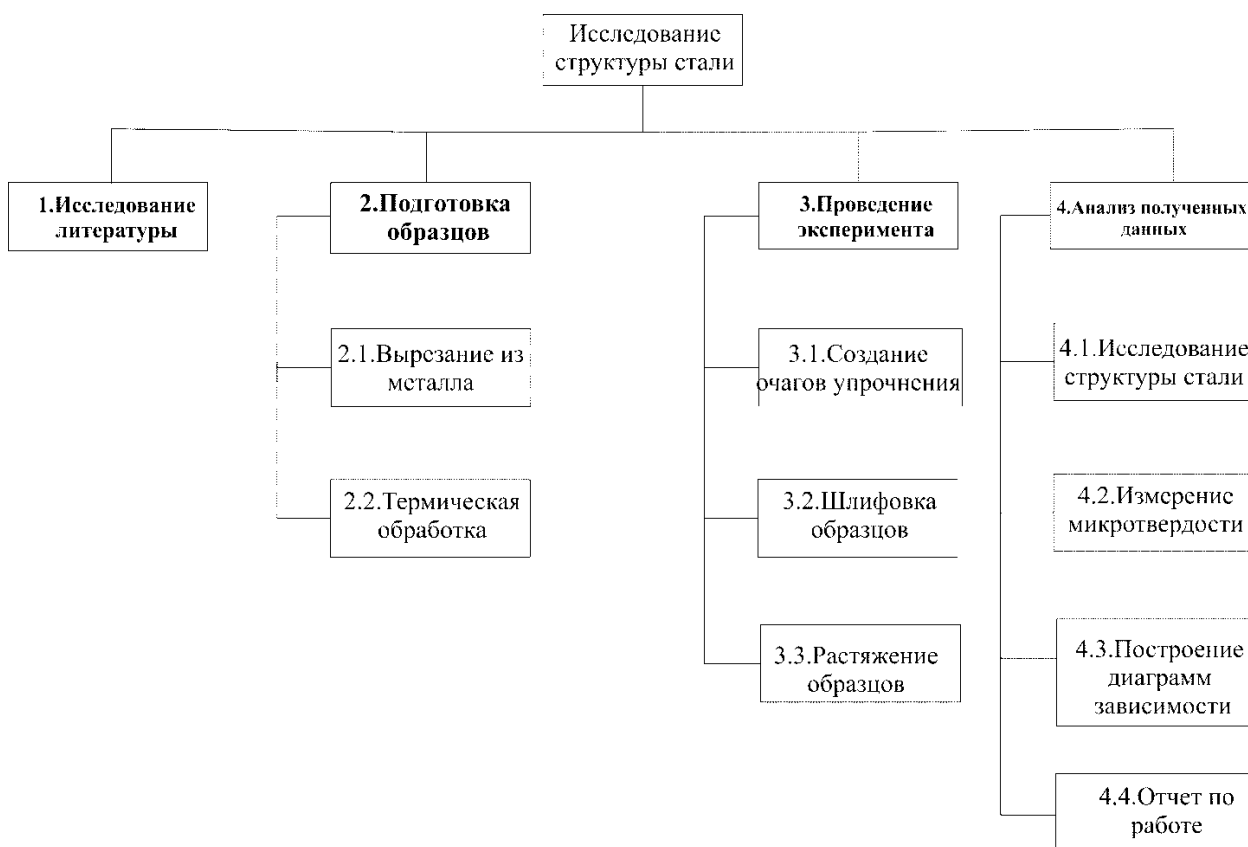 Исследование
структуры стали
1.Исследование
литературы
2.Подготовка
образцов
3.Проведение
эксперимента
4.Анализ полученных
данных
2.1.Вырезание из
металла
3.1.Создание
очагов упрочнения
4.1.Исследование
структуры стали
2.2.Термическая
обработка
3.2.Шлифовка
образцов
4.2.Измерение
микротвердости
3.3.Растяжение
образцов
4.3.Построение
диаграмм
зависимости
4.4.Отчет по
работе